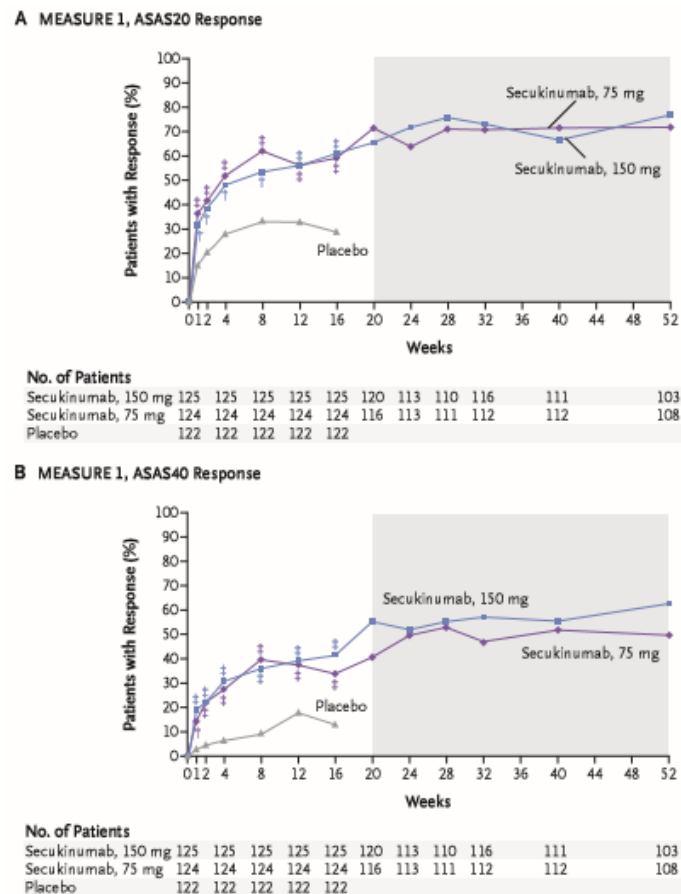 A MEASURE 1, ASAS20 Response
Patients with Response (%)
100
90
80
70
60
50
40
30
20
10
0
Secukinumab, 75 mg
Secukinumab, 150 mg
Placebo
0 1 2 4 8 12 16 20 24 28 32 36 40 44 48 52
Weeks
No. of Patients
Secukinumab, 150 mg 125 125 125 125 125 120 113 110 116 111 103
Secukinumab, 75 mg 124 124 124 124 124 116 113 111 112 112 108
Placebo 122 122 122 122 122
B MEASURE 1, ASAS40 Response
Patients with Response (%)
100
90
80
70
60
50
40
30
20
10
0
Secukinumab, 150 mg
Secukinumab, 75 mg
Placebo
0 1 2 4 8 12 16 20 24 28 32 36 40 44 48 52
Weeks
No. of Patients
Secukinumab, 150 mg 125 125 125 125 125 120 113 110 116 111 103
Secukinumab, 75 mg 124 124 124 124 124 116 113 111 112 112 108
Placebo 122 122 122 122 122